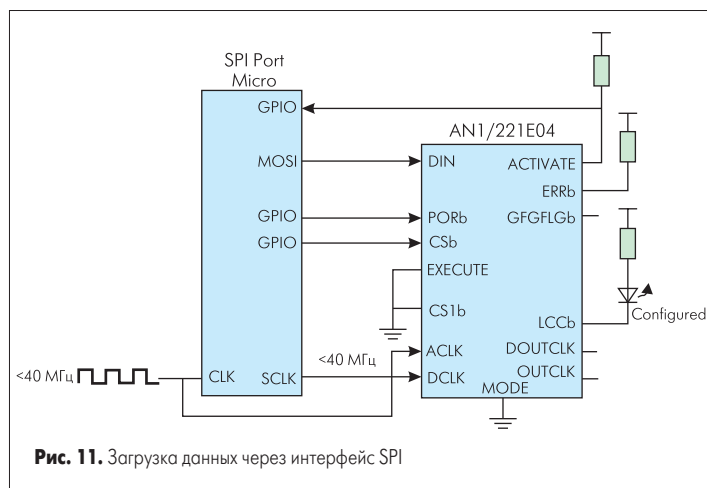 SPI Port
Micro
GPIO
AN1/221E04
MOSI
DIN
ACTIVATE
ERRb
GPIO
PORb
GFGFLGb
GPIO
CSb
EXECUTE
CS1b
LCCb
Configured
<40 МГц
CLK
SCLK
<40 МГц
ACLK
DOUTCLK
DCLK
OUTCLK
MODE
Рис. 11. Загрузка данных через интерфейс SPI